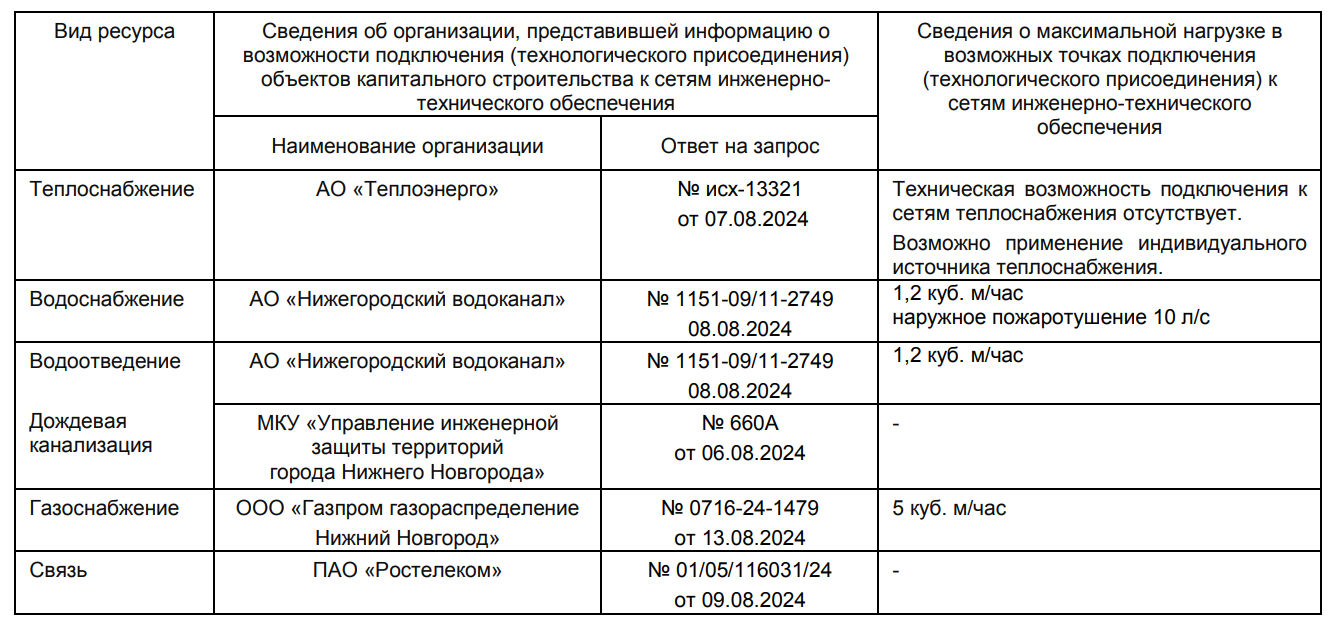 Вид ресурса
Сведения об организации, представившей информацию о
возможности подключения (технологического присоединения)
объектов капитального строительства к сетям инженерно-
технического обеспечения
Сведения о максимальной нагрузке в
возможных точках подключения
(технологического присоединения) к
сетям инженерно-технического
обеспечения
Наименование организации
Ответ на запрос
Теплоснабжение
АО «Теплоэнерго»
№ исх-13321
от 07.08.2024
Техническая возможность подключения к
сетям теплоснабжения отсутствует.
Возможно применение индивидуального
источника теплоснабжения.
Водоснабжение
АО «Нижегородский водоканал»
№ 1151-09/11-2749
08.08.2024
1,2 куб. м/час
наружное пожаротушение 10 л/с
Водоотведение
АО «Нижегородский водоканал»
№ 1151-09/11-2749
08.08.2024
1,2 куб. м/час
Дождевая
канализация
МКУ «Управление инженерной
защиты территорий
города Нижнего Новгорода»
№ 660А
от 06.08.2024
-
Газоснабжение
ООО «Газпром газораспределение
Нижний Новгород»
№ 0716-24-1479
от 13.08.2024
5 куб. м/час
Связь
ПАО «Ростелеком»
№ 01/05/116031/24
от 09.08.2024
-